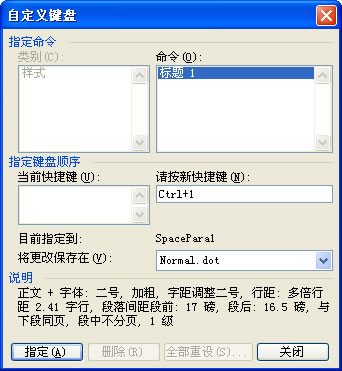 自定义键盘
指定命令
类别(C):
命令(O):
样式
标题 1
指定键盘顺序
当前快捷键(U):
请按新快捷键(N):
Ctrl+1
目前指定到:
SpacePara1
将更改保存在(V):
Normal.dot
说明
正文 + 字体: 二号, 加粗, 字距调整二号, 行距: 多倍行
距 2.41 字行, 段落间距段前: 17 磅, 段后: 16.5 磅, 与
下段同页, 段中不分页, 1 级
指定(A)
删除(R)
全部重设(S)...
关闭